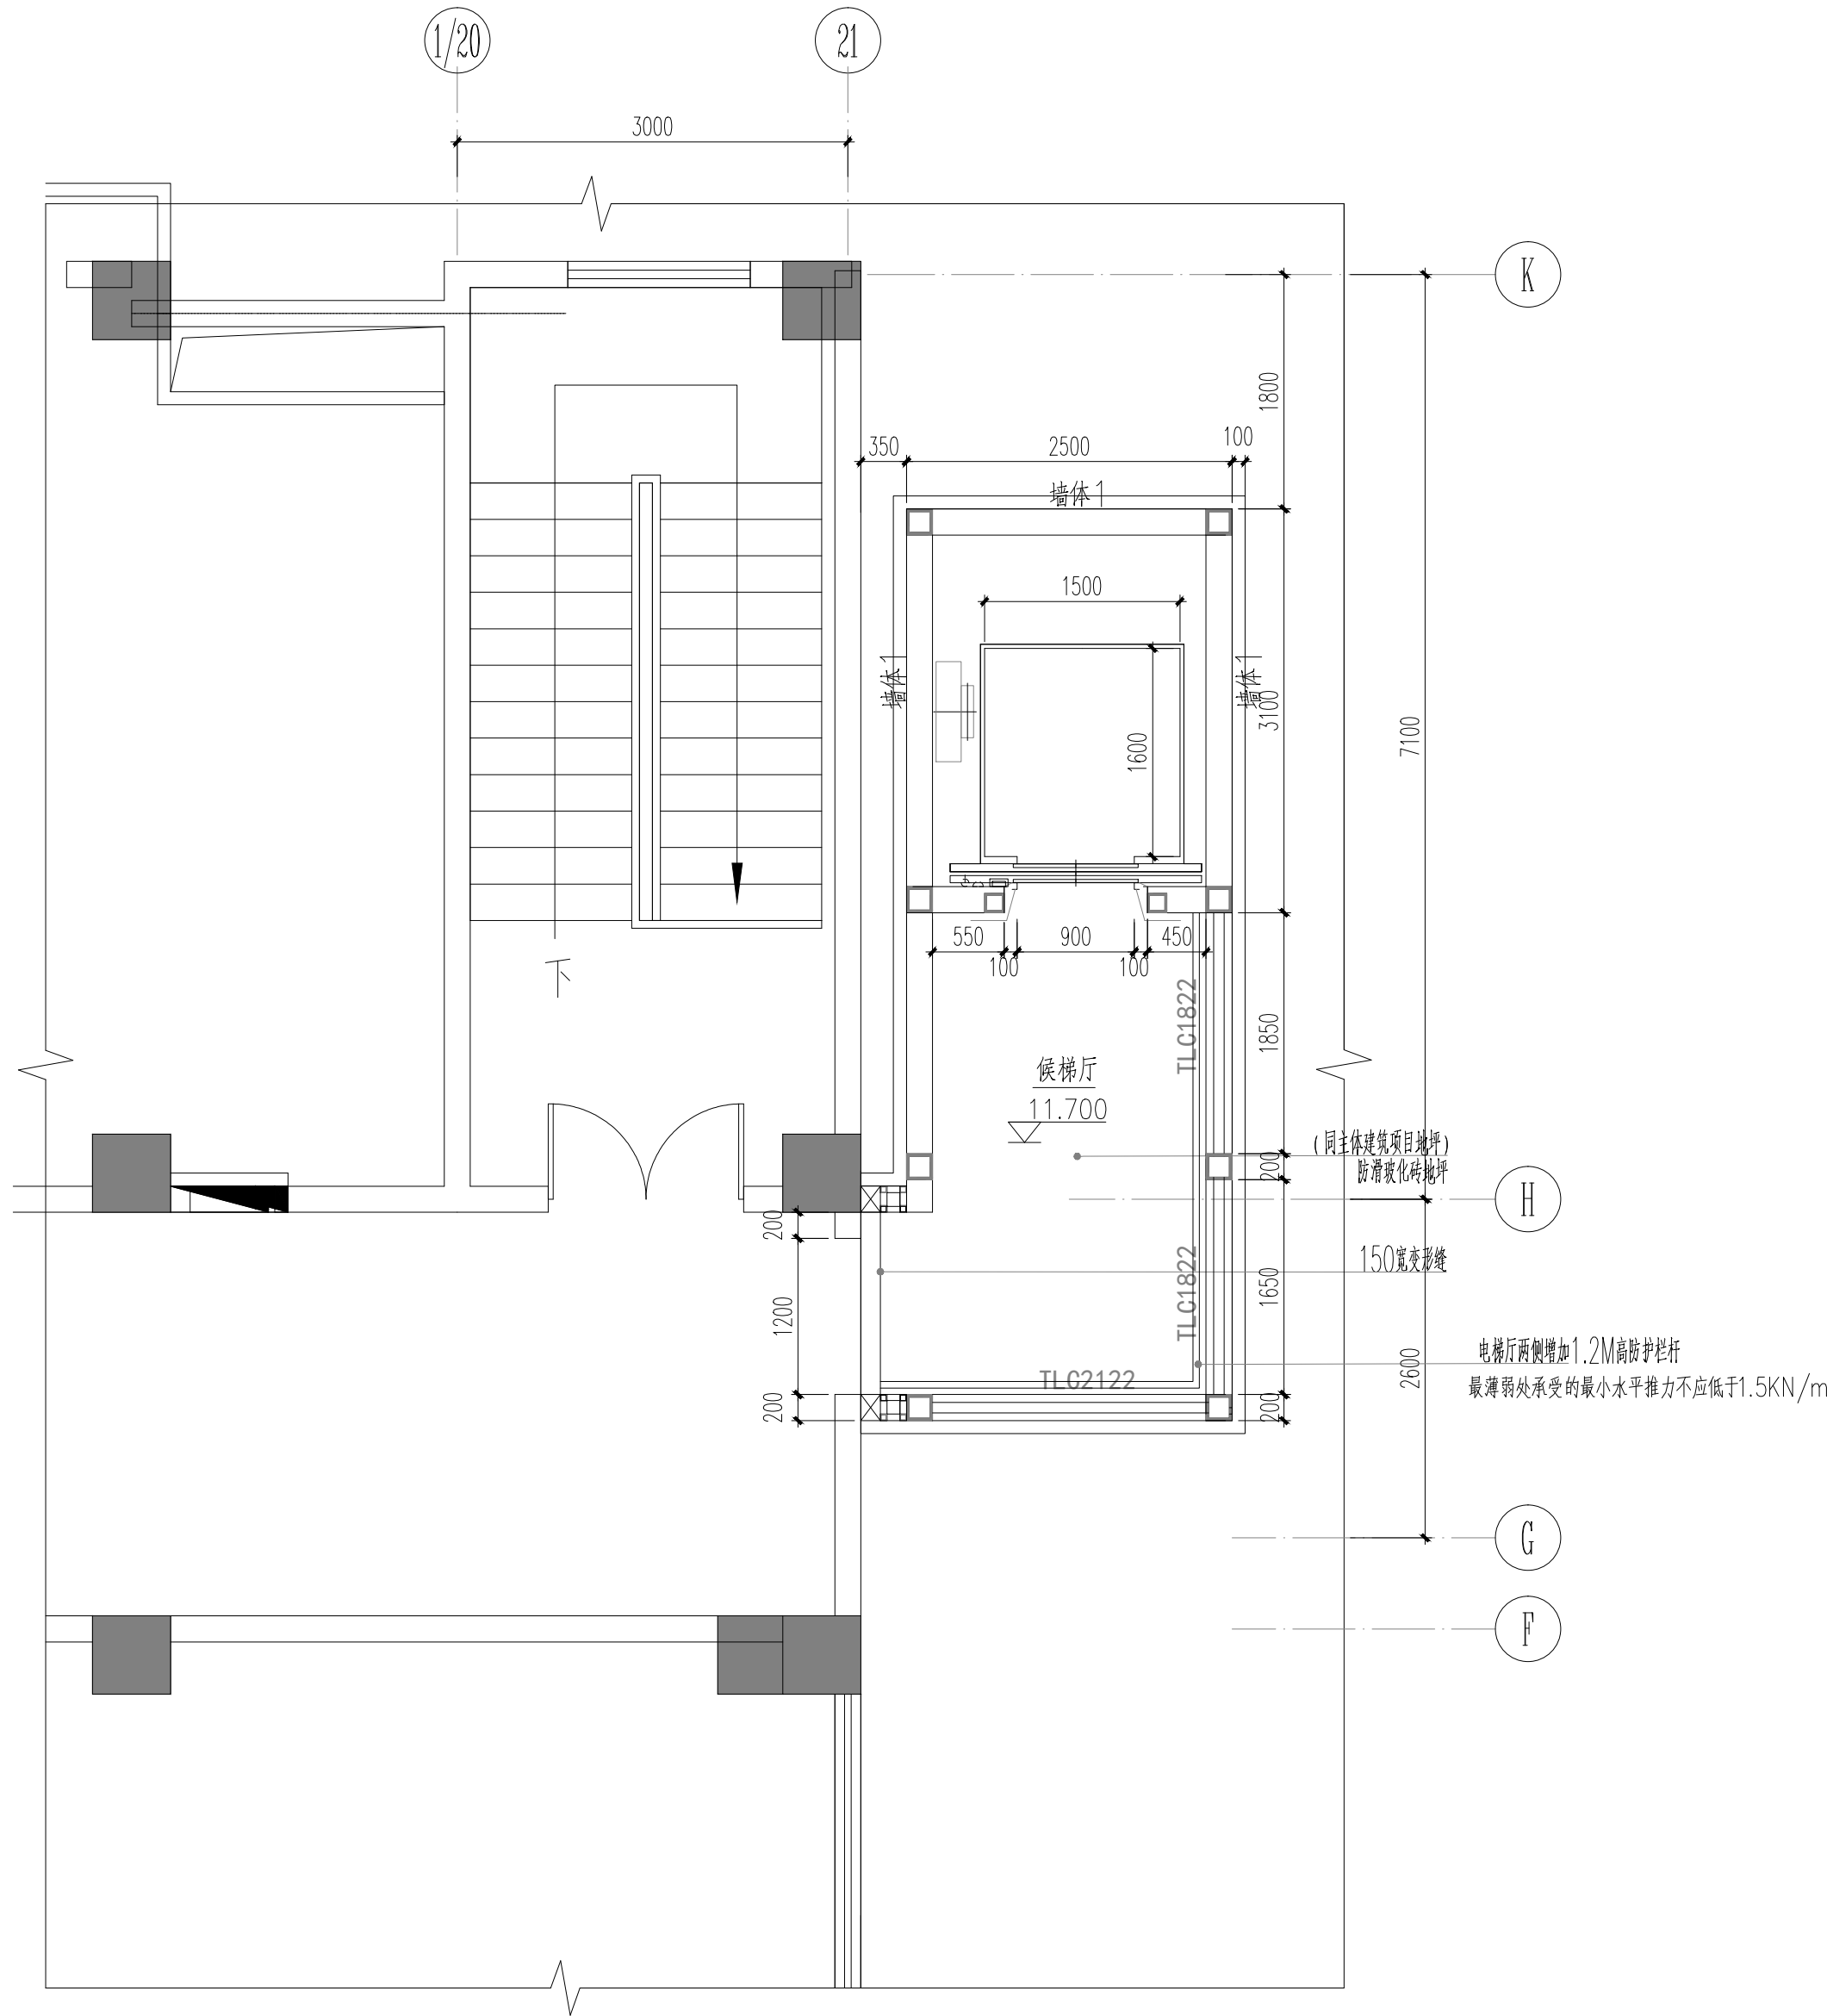 1/20
21
3000
K
1800
350
2500
100
墙体1
1500
墙体1
墙体1
3100
7100
1600
550
900
450
100
100
TLC1822
1850
下
候梯厅
11.700
(同主体建筑项目地坪)
防滑玻化砖地坪
200
H
200
150宽变形缝
TLC1822
1650
1200
电梯厅两侧增加1.2M高防护栏杆
2600
TLC2122
最薄弱处承受的最小水平推力不应低于1.5KN/m
200
200
G
F